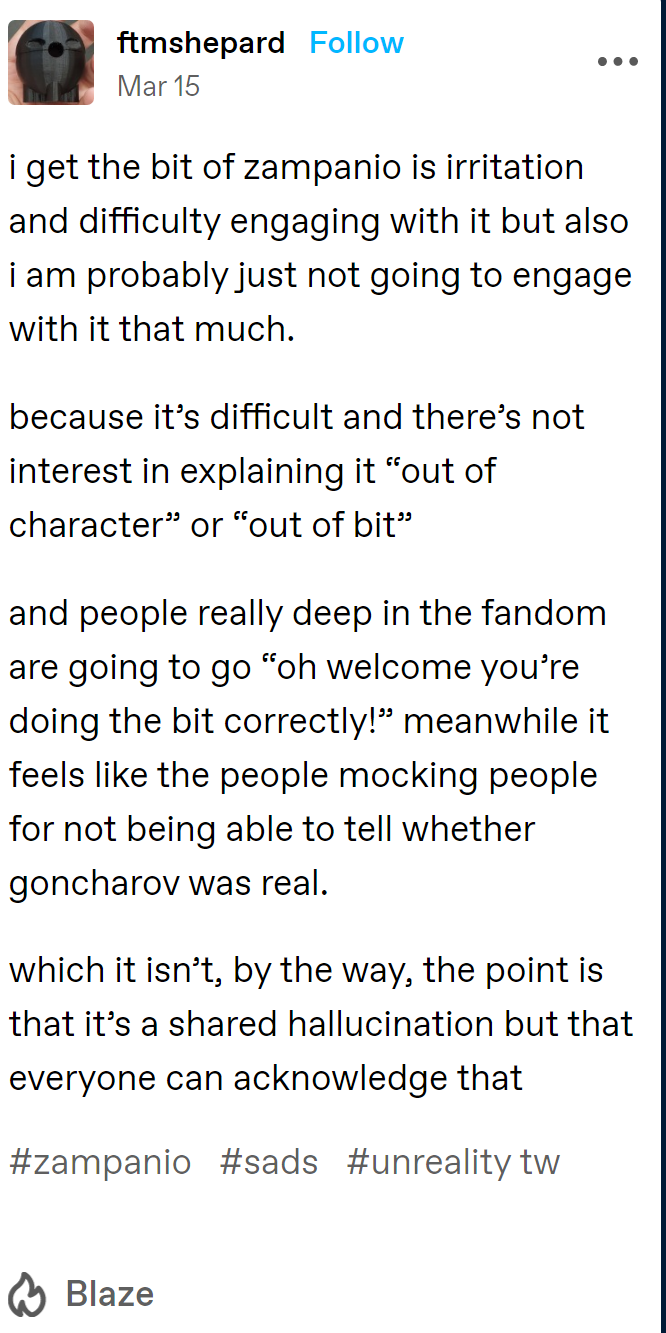 ftmshepard Follow
Mar 15
i get the bit of zampanio is irritation
and difficulty engaging with it but also
i am probably just not going to engage
with it that much.
because it’s difficult and there’s not
interest in explaining it “out of
character” or “out of bit”
and people really deep in the fandom
are going to go “oh welcome you’re
doing the bit correctly!” meanwhile it
feels like the people mocking people
for not being able to tell whether
goncharov was real.
which it isn’t, by the way, the point is
that it’s a shared hallucination but that
everyone can acknowledge that
#zampanio #sads #unreality tw
Blaze